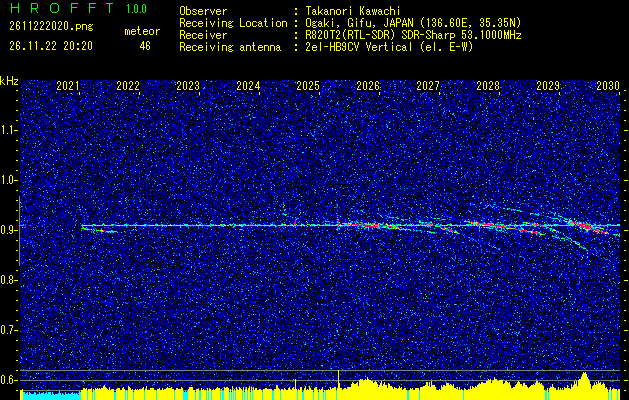 HROFFT 1.0.0
2611222020.png
meteor
26.11.22 20:20 46
Observer : Takanori Kawachi
Receiving Location : Ogaki, Gifu, JAPAN (136.60E, 35.35N)
Receiver : R820T2(RTL-SDR) SDR-Sharp 53.1000MHz
Receiving antenna : 2el-HB9CV Vertical (el. E-W)
kHz 2021 2022 2023 2024 2025 2026 2027 2028 2029 2030
1.1
1.0
0.9
0.8
0.7
0.6